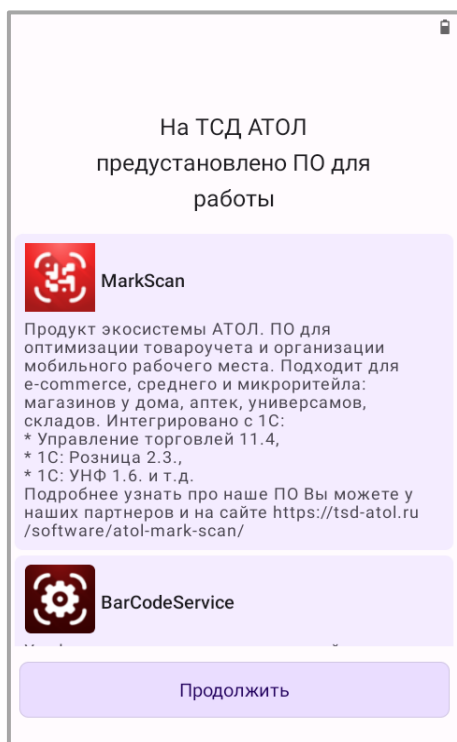 На ТСД АТОЛ
предустановлено ПО для
работы
MarkScan
Продукт экосистемы АТОЛ. ПО для
оптимизации товароучета и организации
мобильного рабочего места. Подходит для
e-commerce, среднего и микроритейла:
магазинов у дома, аптек, универсамов,
складов. Интегрировано с 1С:
* Управление торговлей 11.4,
* 1С: Розница 2.3.,
* 1С: УНФ 1.6. и т.д.
Подробнее узнать про наше ПО Вы можете у
наших партнеров и на сайте https://tsd-atol.ru
/software/atol-mark-scan/
BarCodeService
Продолжить